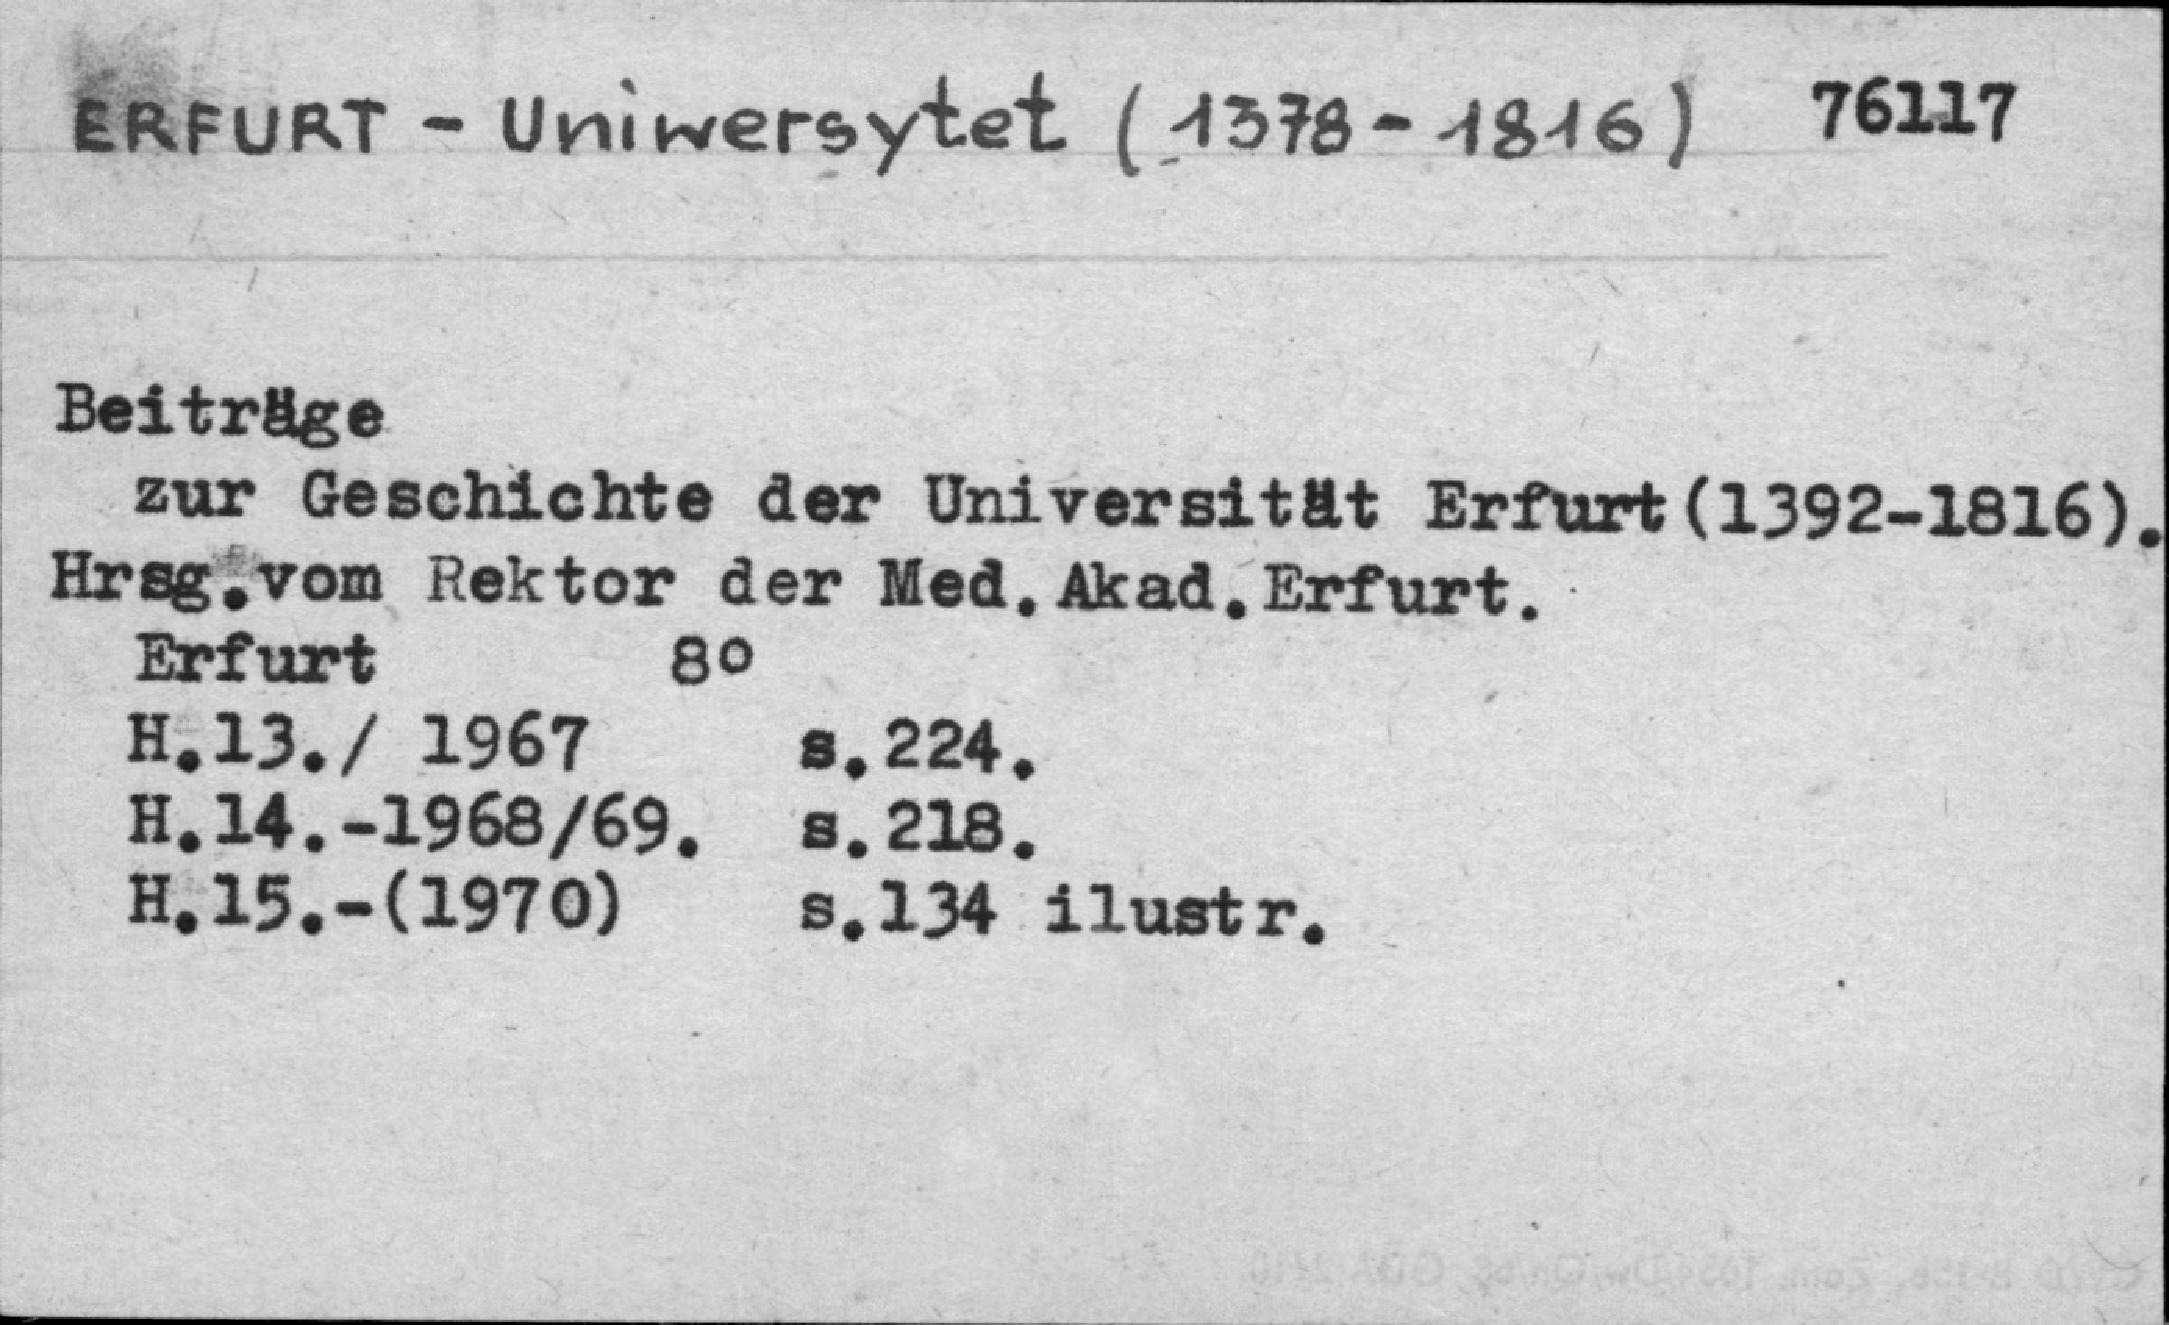 ERFURT - Uniwersytet (1378-1816) 76117
Beiträge
zur Geschichte der Universität Erfurt(1392-1816).
Hrsg.vom Rektor der Med.Akad.Erfurt.
Erfurt 8º
H.13./ 1967 s.224.
H.14.-1968/69. s.218.
H.15.-(1970) s.134 ilustr.